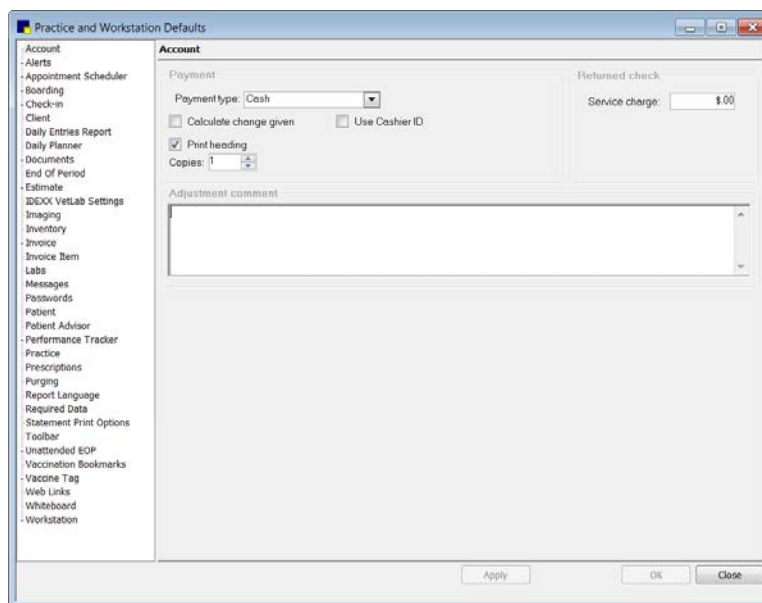 Practice and Workstation Defaults
Account
Alerts
Appointment Scheduler
Boarding
Check-in
Client
Daily Entries Report
Daily Planner
Documents
End Of Period
Estimate
IDEXX VetLab Settings
Imaging
Inventory
Invoice
Invoice Item
Labs
Messages
Passwords
Patient
Patient Advisor
Performance Tracker
Practice
Prescriptions
Purging
Report Language
Required Data
Statement Print Options
Toolbar
Unattended EOP
Vaccination Bookmarks
Vaccine Tag
Web Links
Whiteboard
Workstation
Account
Payment
Payment type: Cash
Calculate change given
Use Cashier ID
Print heading
Copies: 1
Returned check
Service charge: $.00
Adjustment comment
Apply
OK
Close